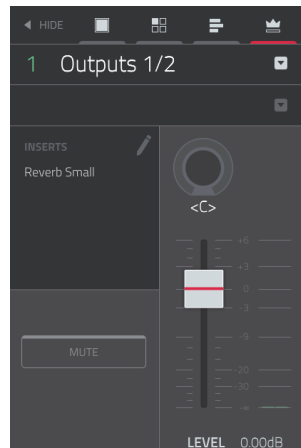 HIDE
1 Outputs 1/2
INSERTS
Reverb Small
<C>
+6
+3
0
-3
-9
-20
-30
-∞
MUTE
LEVEL 0.00dB